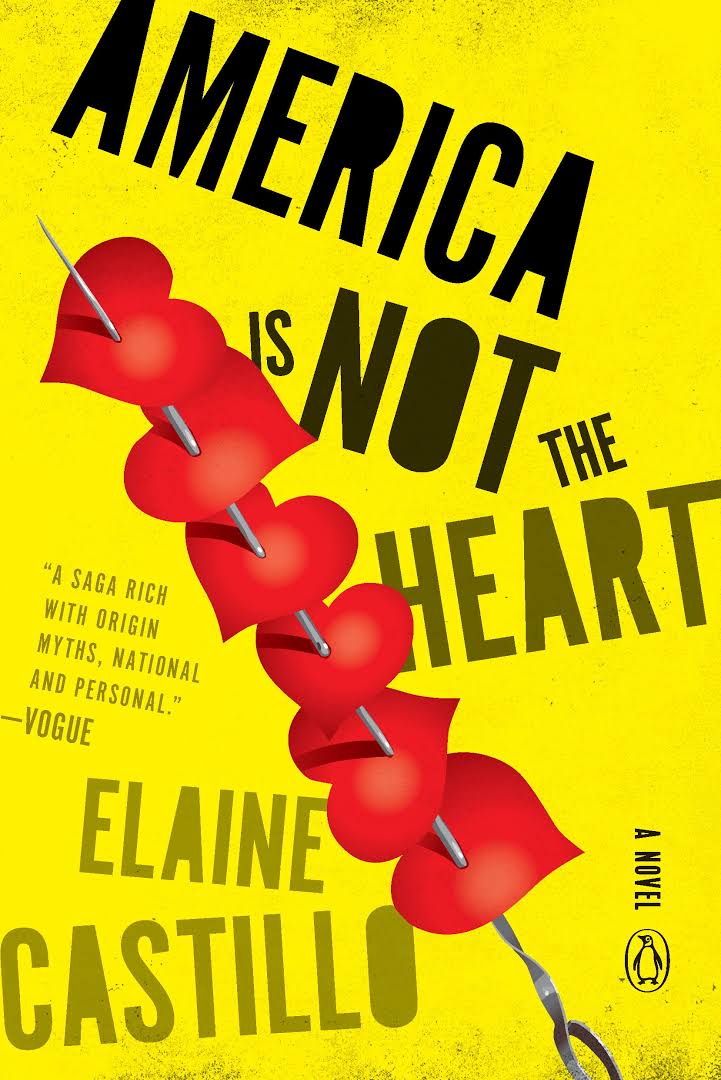 AMERICA
IS NOT
THE
HEART
“A SAGA RICH
WITH ORIGIN
MYTHS, NATIONAL
AND PERSONAL.”
—VOGUE
ELAINE
CASTILLO
A NOVEL